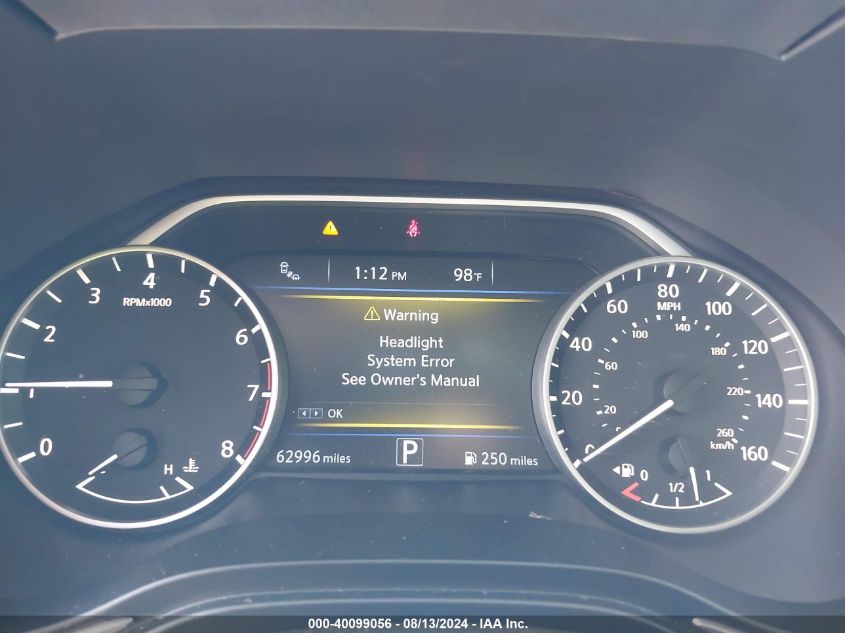 1:12 PM 98°F
Warning
Headlight
System Error
See Owner's Manual
OK
62996 miles P 250 miles
RPMx1000
0 1 2 3 4 5 6 7 8
H
MPH
0 20 40 60 80 100 120 140 160
20 60 100 140 180 220 260
km/h
0 1/2 1
000-40099056 - 08/13/2024 - IAA Inc.